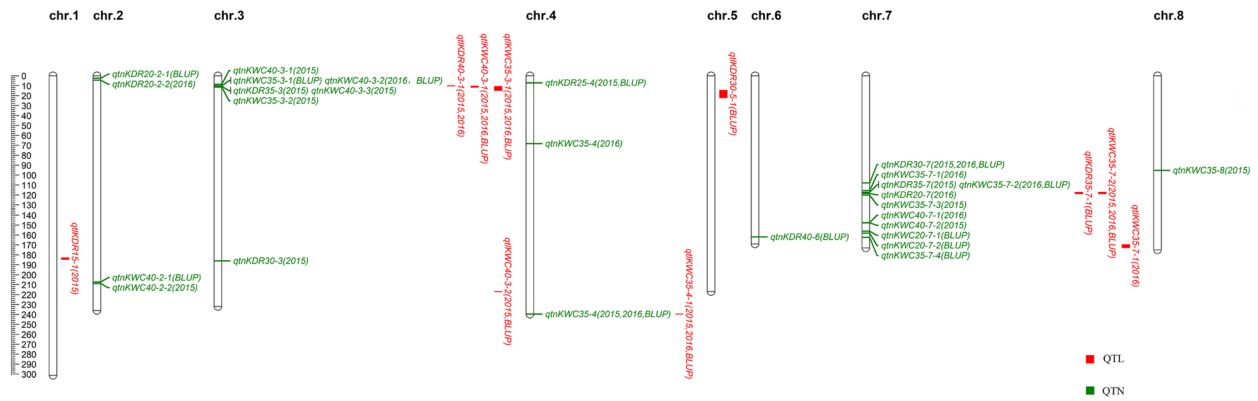 chr.1 chr.2 chr.3 chr.4 chr.5 chr.6 chr.7 chr.8
0
10
20
30
40
50
60
70
80
90
100
110
120
130
140
150
160
170
180
190
200
210
220
230
240
250
260
270
280
290
300
qtlKDR15-1(2015)
qtnKDR20-2-1(BLUP)
qtnKDR20-2-2(2016)
qtnKWC40-2-1(BLUP)
qtnKWC40-2-2(2015)
qtnKWC40-3-1(2015)
qtnKWC35-3-1(BLUP) qtnKWC40-3-2(2016, BLUP)
qtnKDR35-3(2015) qtnKWC40-3-3(2015)
qtnKWC35-3-2(2015)
qtnKDR30-3(2015)
qtlKDR40-3-1(2015,2016)
qtlKWC40-3-1(2015,2016,BLUP)
qtlKWC35-3-1(2015,2016,BLIP)
qtlKWC40-3-2(2015,BLUP)
qtnKDR25-4(2015,BLUP)
qtnKWC35-4(2016)
qtnKWC35-4(2015,2016,BLUP)
qtlKWC35-4-1(2015,2016,BLUP)
qtlKDR30-5-1(BLUP)
qtnKDR40-6(BLUP)
qtnKDR30-7(2015,2016,BLUP)
qtnKWC35-7-1(2016)
qtnKDR35-7(2015) qtnKWC35-7-2(2016,BLUP)
qtnKDR20-7(2016)
qtnKWC35-7-3(2015)
qtnKWC40-7-1(2016)
qtnKWC40-7-2(2015)
qtnKWC20-7-1(BLUP)
qtnKWC20-7-2(BLUP)
qtnKWC35-7-4(BLUP)
qtlKDR35-7-1(BLUP)
qtlKWC35-7-2(2015,2016,BLUP)
qtlKWC35-7-1(2016)
qtnKWC35-8(2015)
QTL
QTN